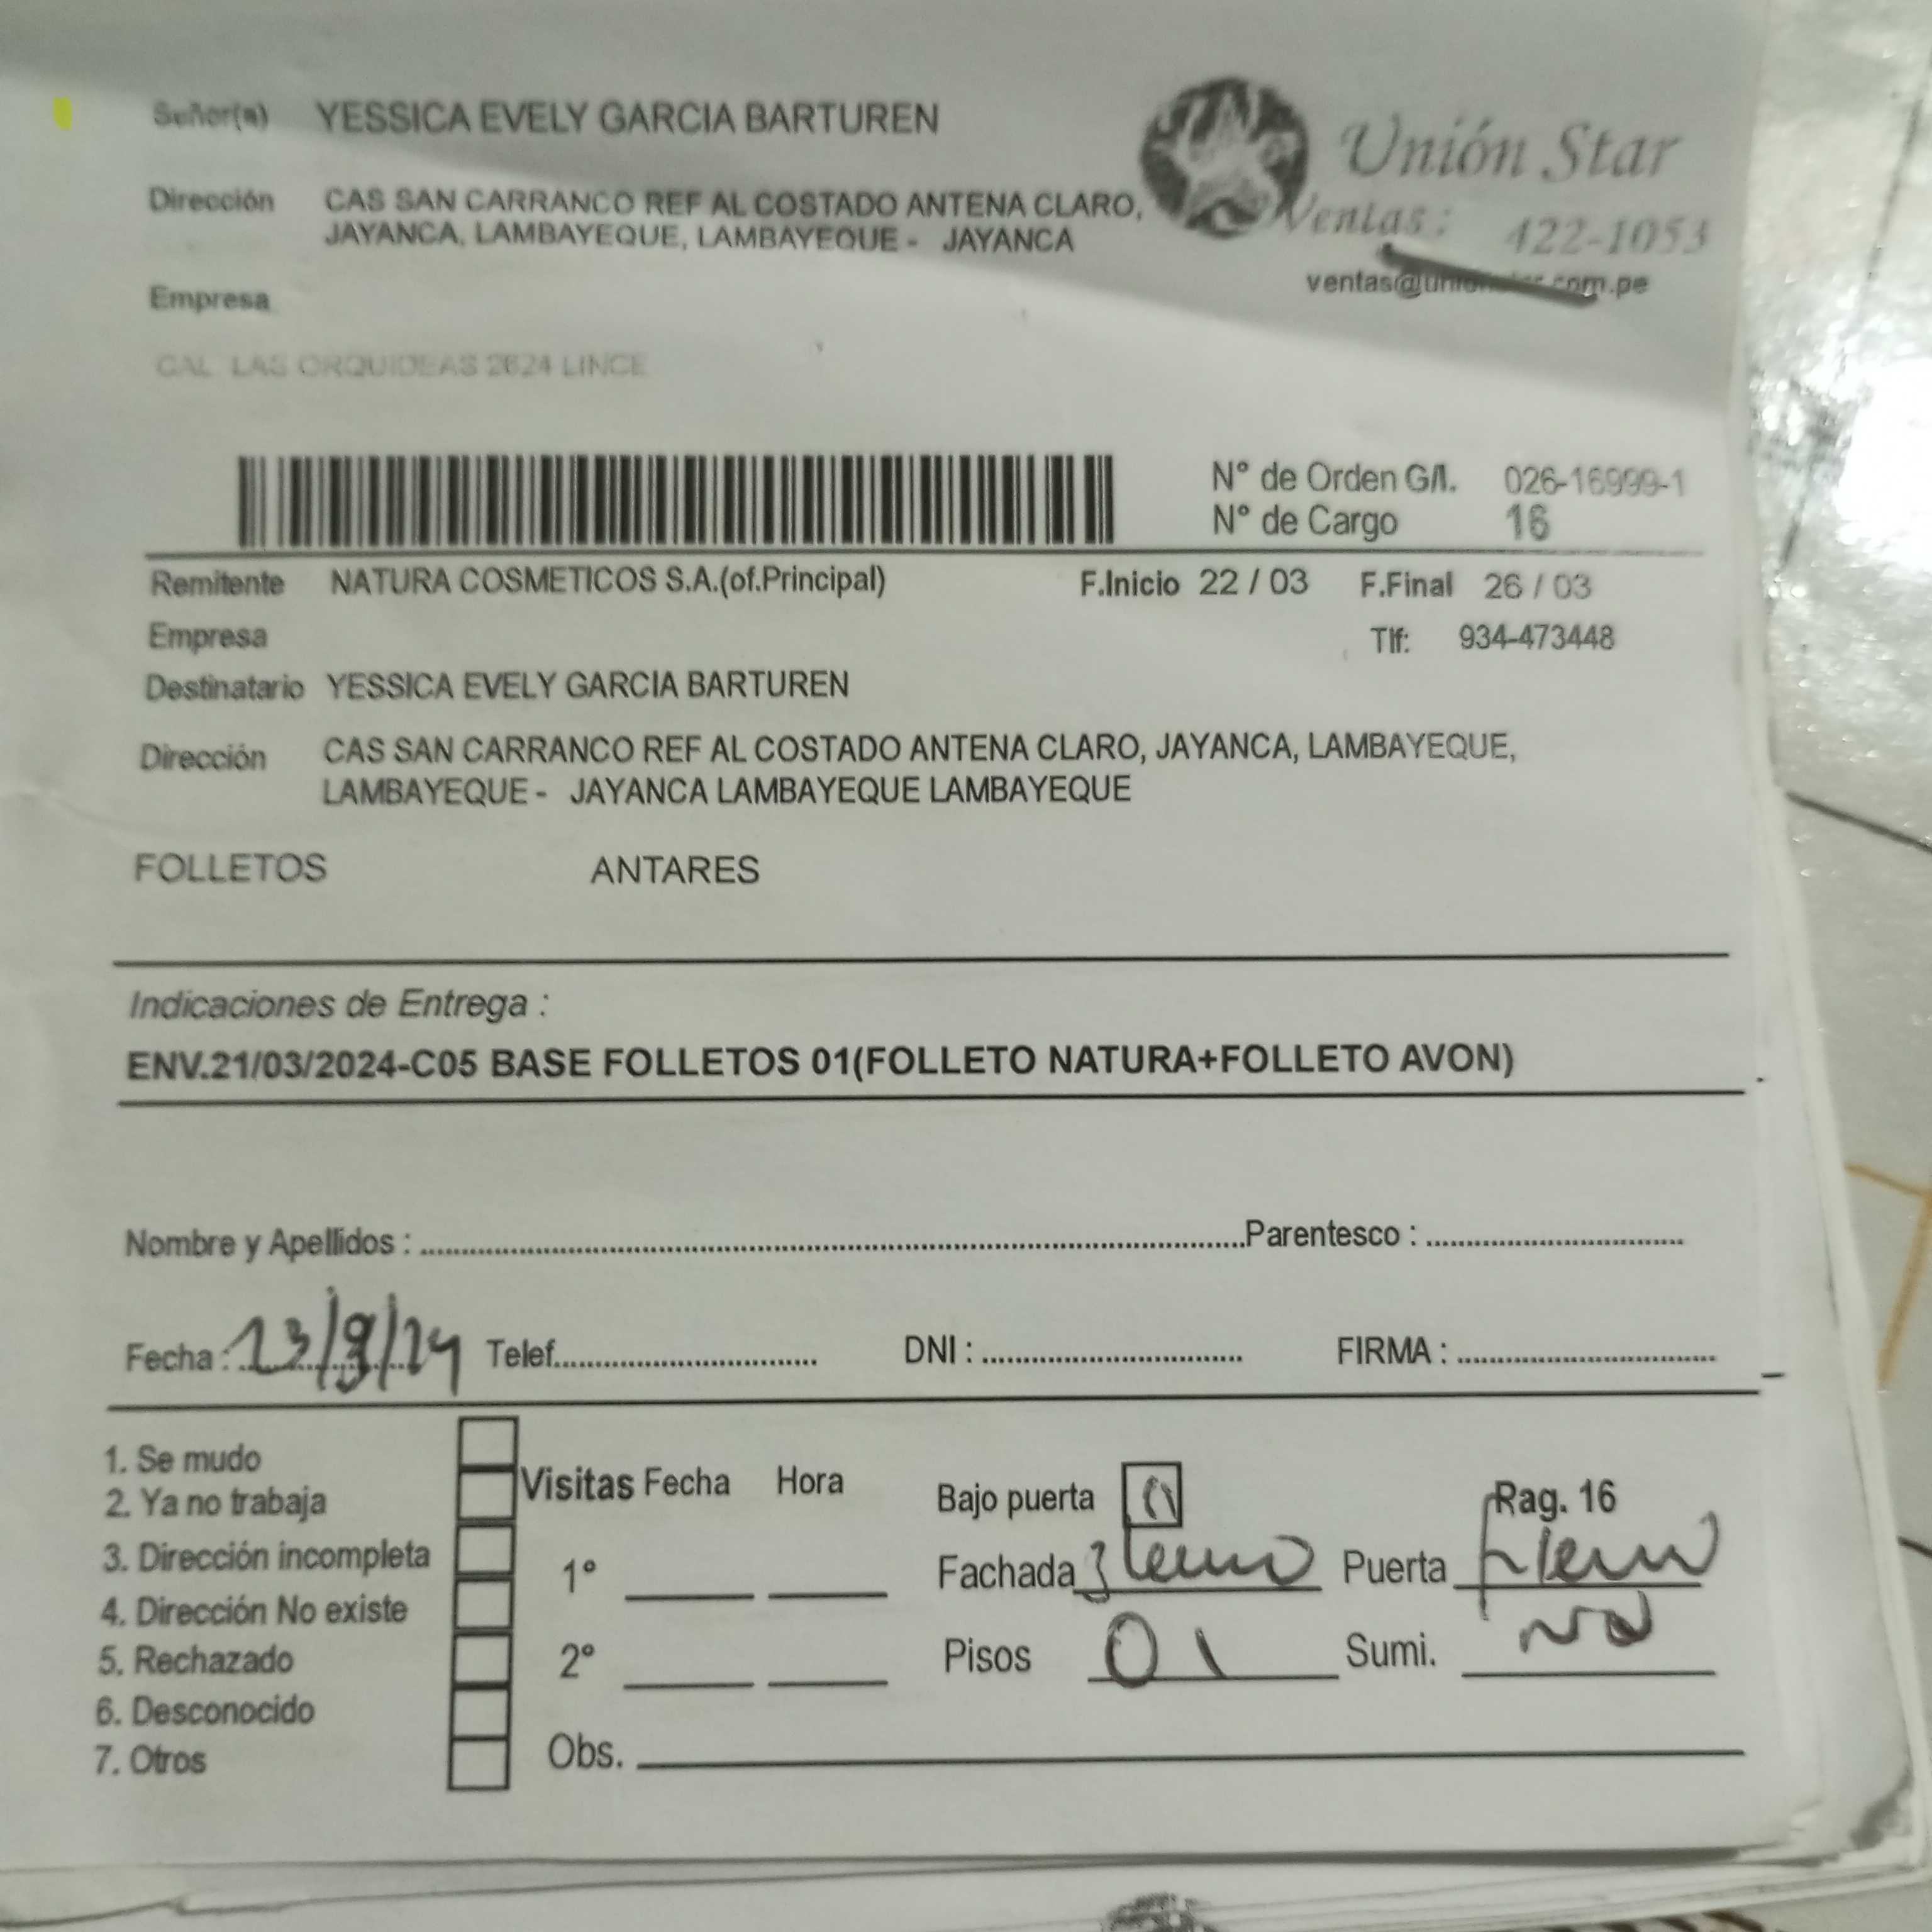 Señor(a) YESSICA EVELY GARCIA BARTUREN
Unión Star
Dirección CAS SAN CARRANCO REF AL COSTADO ANTENA CLARO,
JAYANCA, LAMBAYEQUE, LAMBAYEQUE - JAYANCA
Ventas: 422-1053
Empresa
CAL LAS ORQUIDEAS 2624 LINCE
N° de Orden G/I. 026-16999-1
N° de Cargo 16
Remitente NATURA COSMETICOS S.A.(of.Principal) F.Inicio 22 / 03 F.Final 26 / 03
Empresa Tlf: 934-473448
Destinatario YESSICA EVELY GARCIA BARTUREN
Dirección CAS SAN CARRANCO REF AL COSTADO ANTENA CLARO, JAYANCA, LAMBAYEQUE,
LAMBAYEQUE - JAYANCA LAMBAYEQUE LAMBAYEQUE
FOLLETOS ANTARES
Indicaciones de Entrega :
ENV.21/03/2024-C05 BASE FOLLETOS 01(FOLLETO NATURA+FOLLETO AVON)
Nombre y Apellidos : Parentesco :
Fecha : Telef. DNI : FIRMA :
1. Se mudo
2. Ya no trabaja
3. Dirección incompleta
4. Dirección No existe
5. Rechazado
6. Desconocido
7. Otros
Visitas Fecha Hora
1°
2°
Obs.
Bajo puerta Rag. 16
Fachada Puerta
Pisos 01 Sumi. No